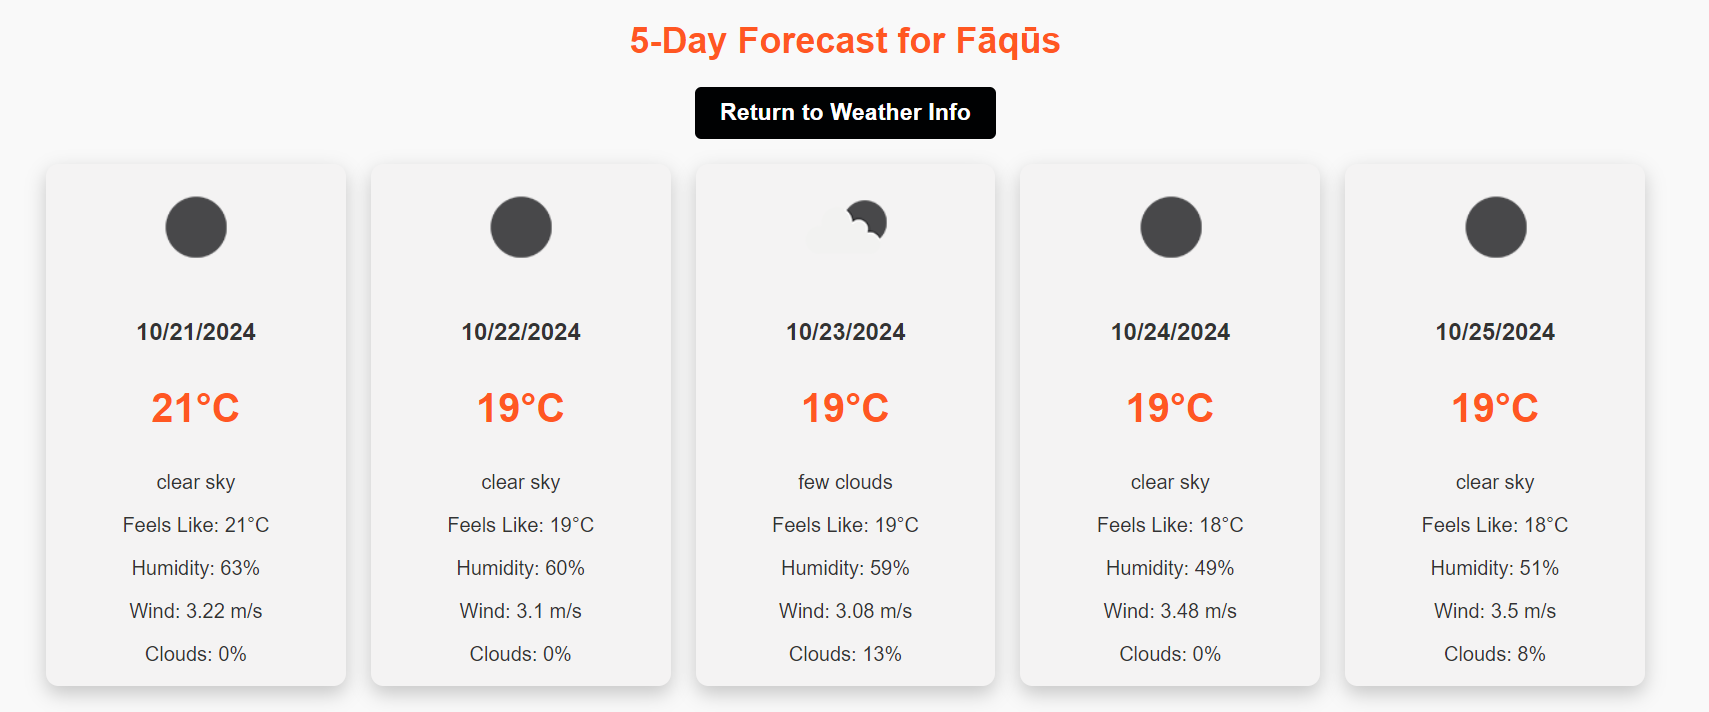 5-Day Forecast for Fāqūs
Return to Weather Info
10/21/2024
21°C
clear sky
Feels Like: 21°C
Humidity: 63%
Wind: 3.22 m/s
Clouds: 0%
10/22/2024
19°C
clear sky
Feels Like: 19°C
Humidity: 60%
Wind: 3.1 m/s
Clouds: 0%
10/23/2024
19°C
few clouds
Feels Like: 19°C
Humidity: 59%
Wind: 3.08 m/s
Clouds: 13%
10/24/2024
19°C
clear sky
Feels Like: 18°C
Humidity: 49%
Wind: 3.48 m/s
Clouds: 0%
10/25/2024
19°C
clear sky
Feels Like: 18°C
Humidity: 51%
Wind: 3.5 m/s
Clouds: 8%